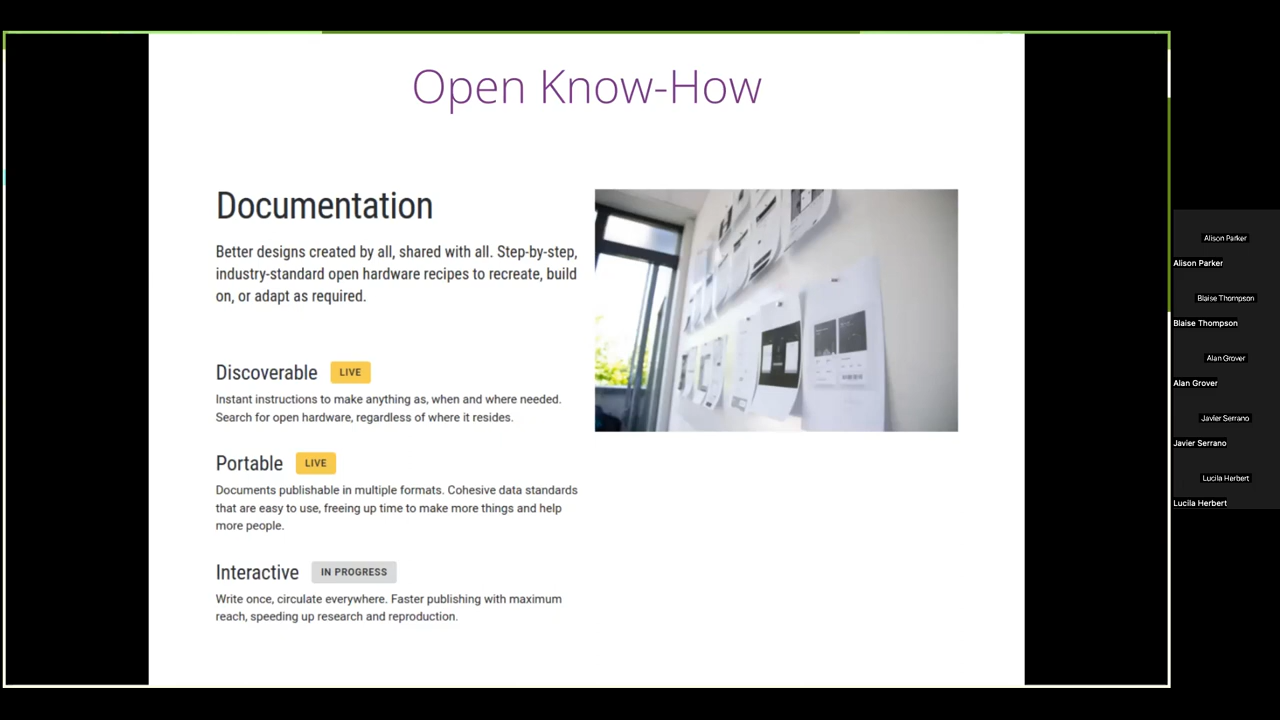 Open Know-How
Documentation
Better designs created by all, shared with all. Step-by-step,
industry-standard open hardware recipes to recreate, build
on, or adapt as required.
Discoverable LIVE
Instant instructions to make anything as, when and where needed.
Search for open hardware, regardless of where it resides.
Portable LIVE
Documents publishable in multiple formats. Cohesive data standards
that are easy to use, freeing up time to make more things and help
more people.
Interactive IN PROGRESS
Write once, circulate everywhere. Faster publishing with maximum
reach, speeding up research and reproduction.
Alison Parker
Alison Parker
Blaise Thompson
Blaise Thompson
Alan Grover
Alan Grover
Javier Serrano
Javier Serrano
Lucila Herbert
Lucila Herbert